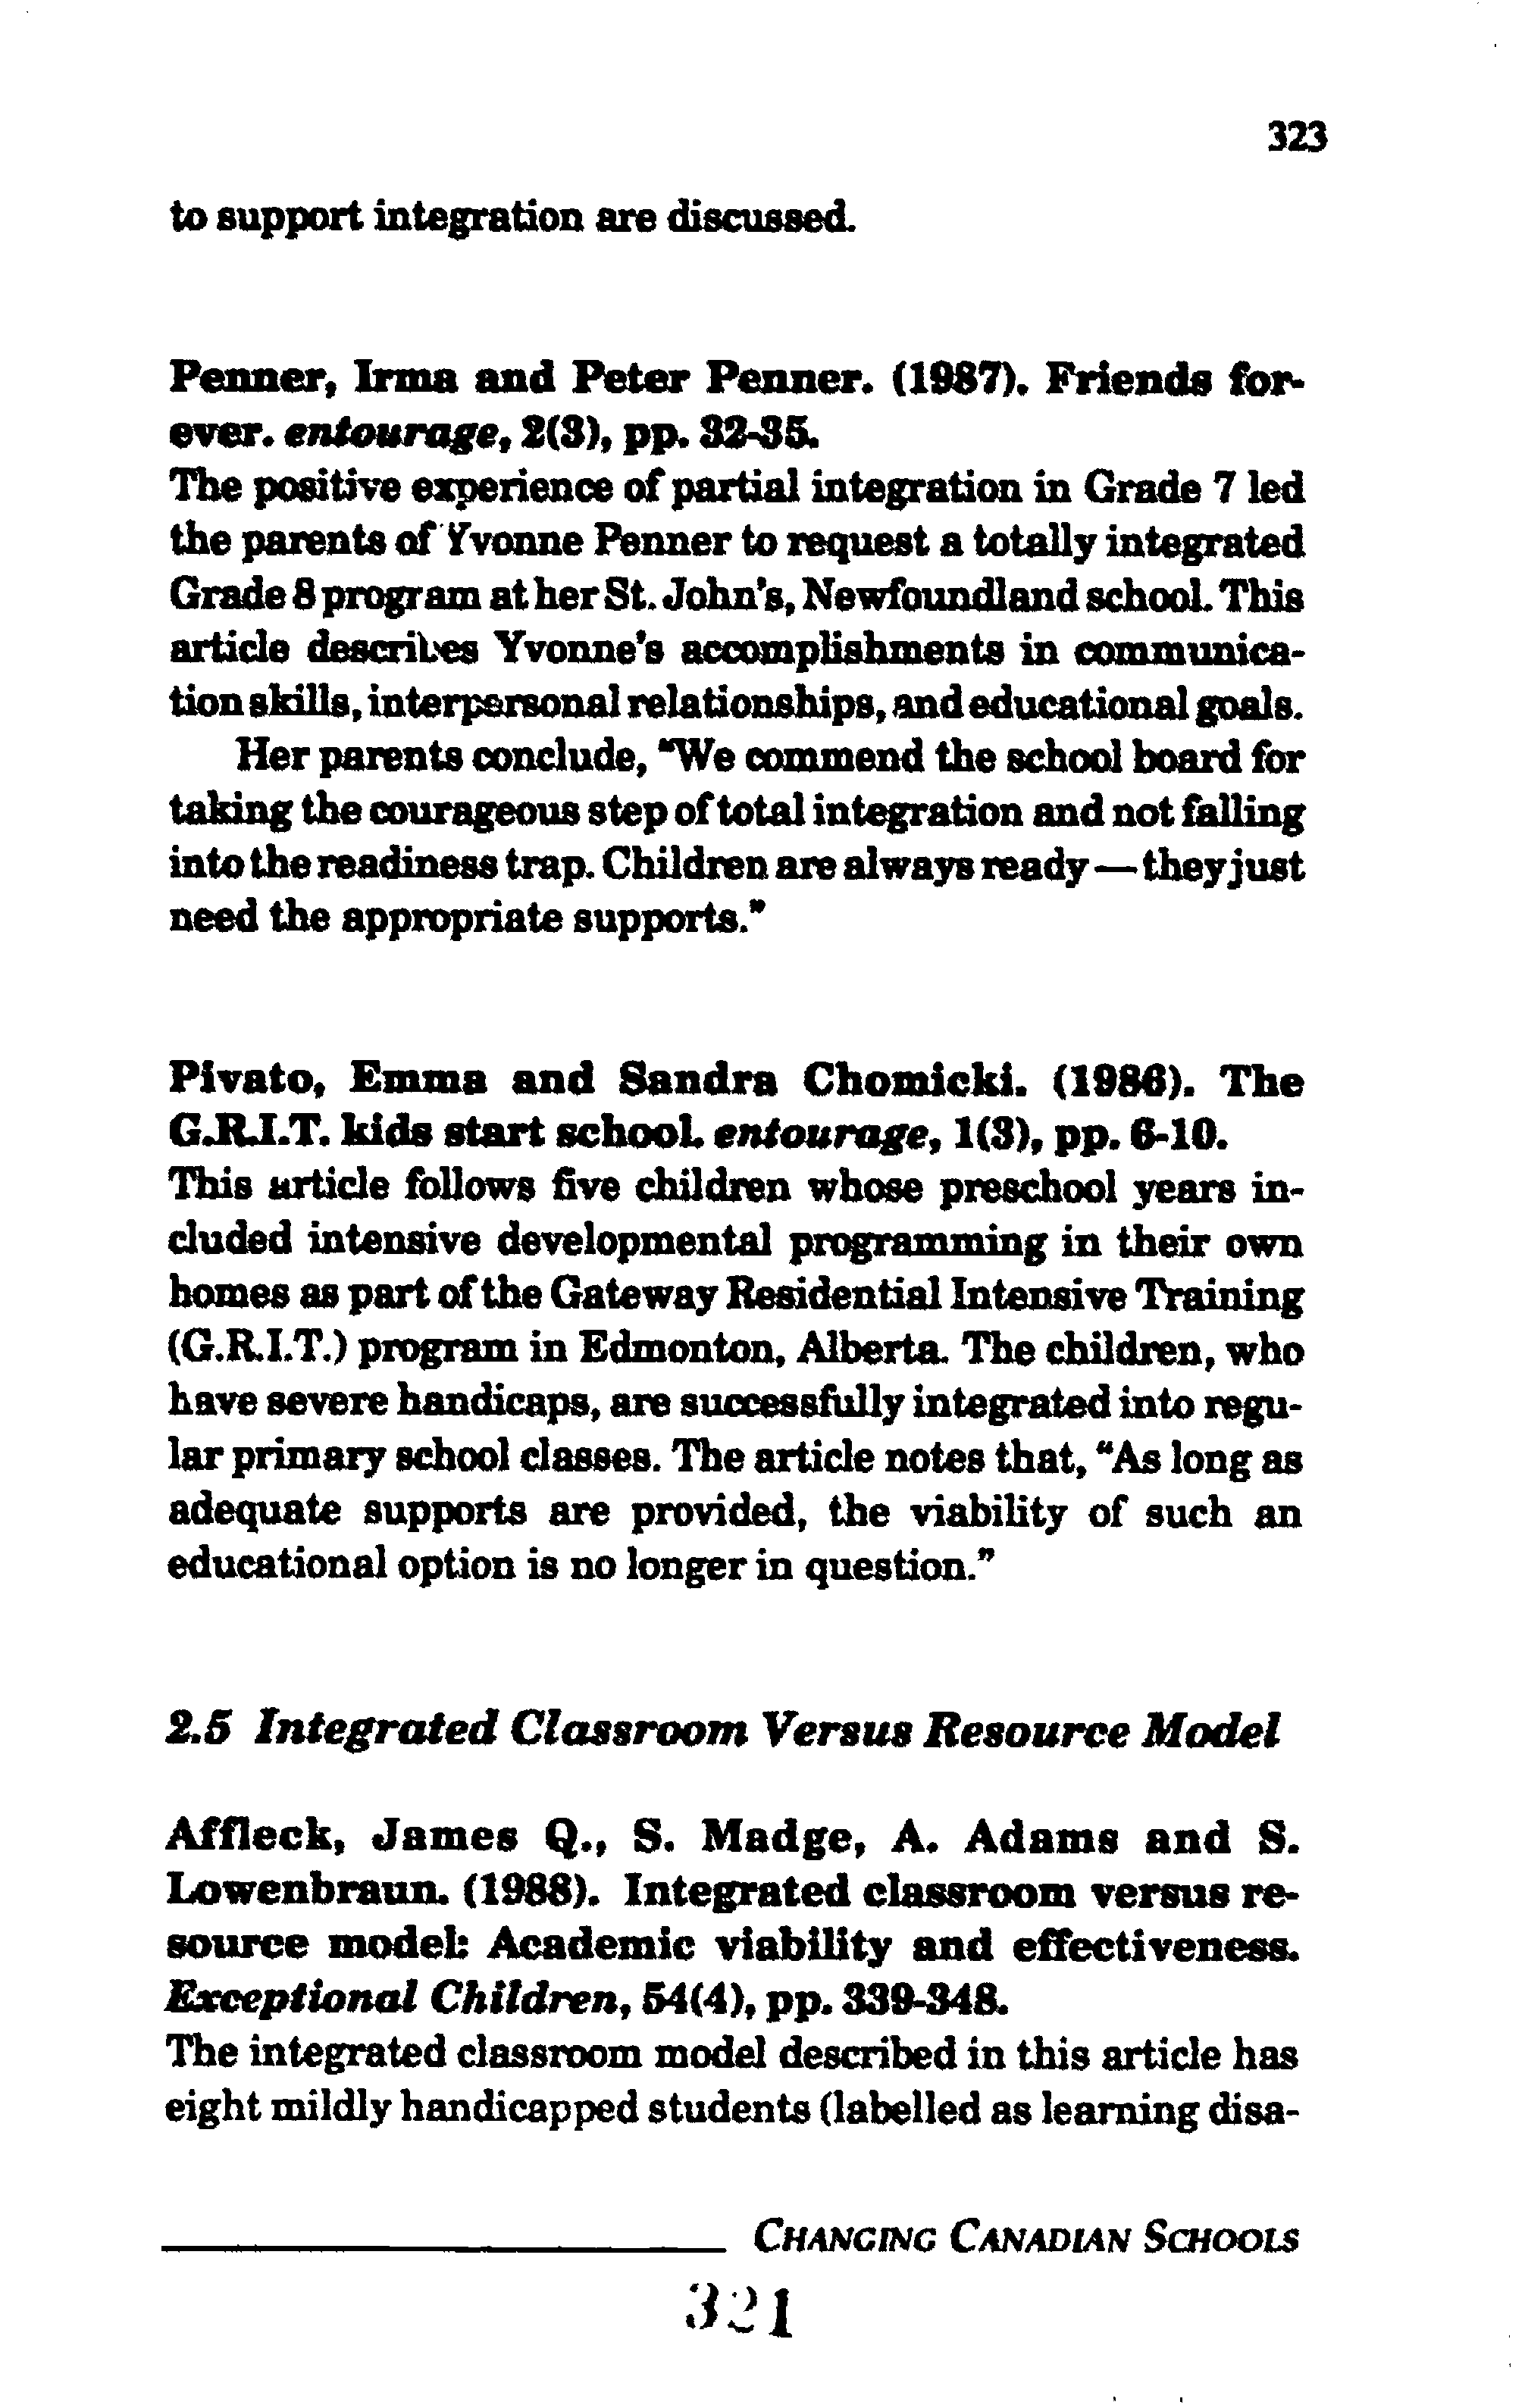 323
to support integration are discussed.
Penner, Irma and Peter Penner. (1987). Friends for-
ever. entourage, 2(3), pp. 32-35.
The positive experience of partial integration in Grade 7 led
the parents of Yvonne Penner to request a totally integrated
Grade 8 program at her St. John's, Newfoundland school. This
article describes Yvonne's accomplishments in communica-
tion skills, interpersonal relationships, and educational goals.
Her parents conclude, "We commend the school board for
taking the courageous step of total integration and not falling
into the readiness trap. Children are always ready — they just
need the appropriate supports."
Pivato, Emma and Sandra Chomicki. (1986). The
G.R.I.T. kids start school. entourage, 1(3), pp. 6-10.
This article follows five children whose preschool years in-
cluded intensive developmental programming in their own
homes as part of the Gateway Residential Intensive Training
(G.R.I.T.) program in Edmonton, Alberta. The children, who
have severe handicaps, are successfully integrated into regu-
lar primary school classes. The article notes that, "As long as
adequate supports are provided, the viability of such an
educational option is no longer in question."
2.5 Integrated Classroom Versus Resource Model
Affleck, James Q., S. Madge, A. Adams and S.
Lowenbraun. (1988). Integrated classroom versus re-
source model: Academic viability and effectiveness.
Exceptional Children, 54(4), pp. 339-348.
The integrated classroom model described in this article has
eight mildly handicapped students (labelled as learning disa-
CHANGING CANADIAN SCHOOLS
321